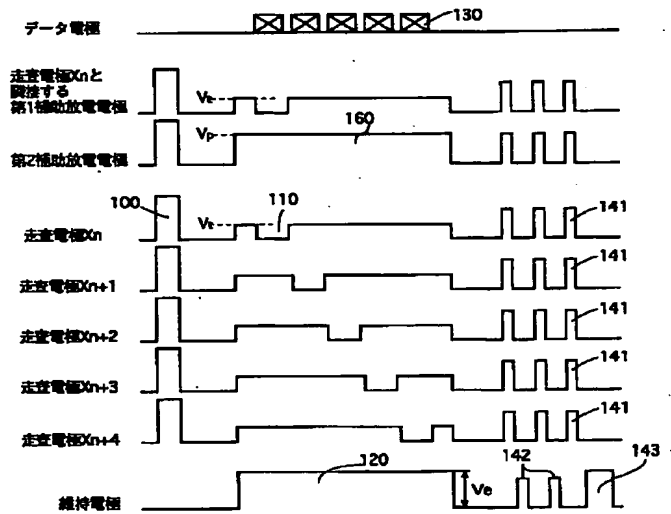 データ電極
130
走査電極Xnと
隣接する
第1補助放電電極
Vt
160
第2補助放電電極
Vp
100
110
Vt
141
走査電極Xn
141
走査電極Xn+1
141
走査電極Xn+2
141
走査電極Xn+3
141
走査電極Xn+4
120
142
143
Ve
維持電極